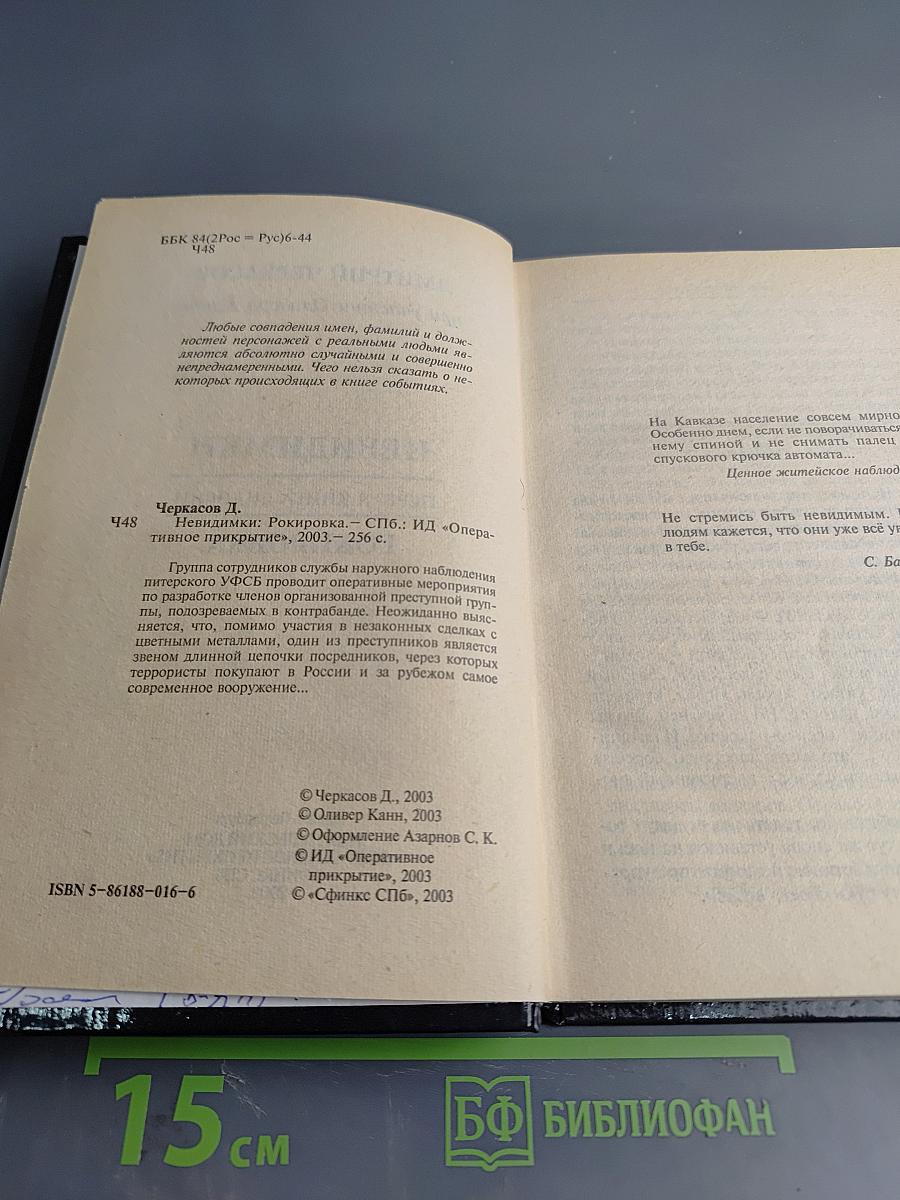 ББК 84(2Рос = Рус)6-44
Ч48
Любые совпадения имен, фамилий и долж-
ностей персонажей с реальными людьми яв-
ляются абсолютно случайными и совершенно
непреднамеренными. Чего нельзя сказать о не-
которых происходящих в книге событиях.
Черкасов Д.
Ч48 Невидимки: Рокировка.— СПб.: ИД «Опера-
тивное прикрытие», 2003.— 256 с.
Группа сотрудников службы наружного наблюдения
питерского УФСБ проводит оперативные мероприятия
по разработке членов организованной преступной груп-
пы, подозреваемых в контрабанде. Неожиданно выяс-
няется, что, помимо участия в незаконных сделках с
цветными металлами, один из преступников является
звеном длинной цепочки посредников, через которых
террористы покупают в России и за рубежом самое
современное вооружение...
© Черкасов Д., 2003
© Оливер Канн, 2003
© Оформление Азарнов С. К.
© ИД «Оперативное
прикрытие», 2003
© «Сфинкс СПб», 2003
ISBN 5-86188-016-6
На Кавказе население совсем мирно
Особенно днем, если не поворачиваться
нему спиной и не снимать палец
спускового крючка автомата...
Ценное житейское наблюд
Не стремись быть невидимым.
людям кажется, что они уже всё ув
в тебе.
С. Ба
15 см
БФ БИБЛИОФАН